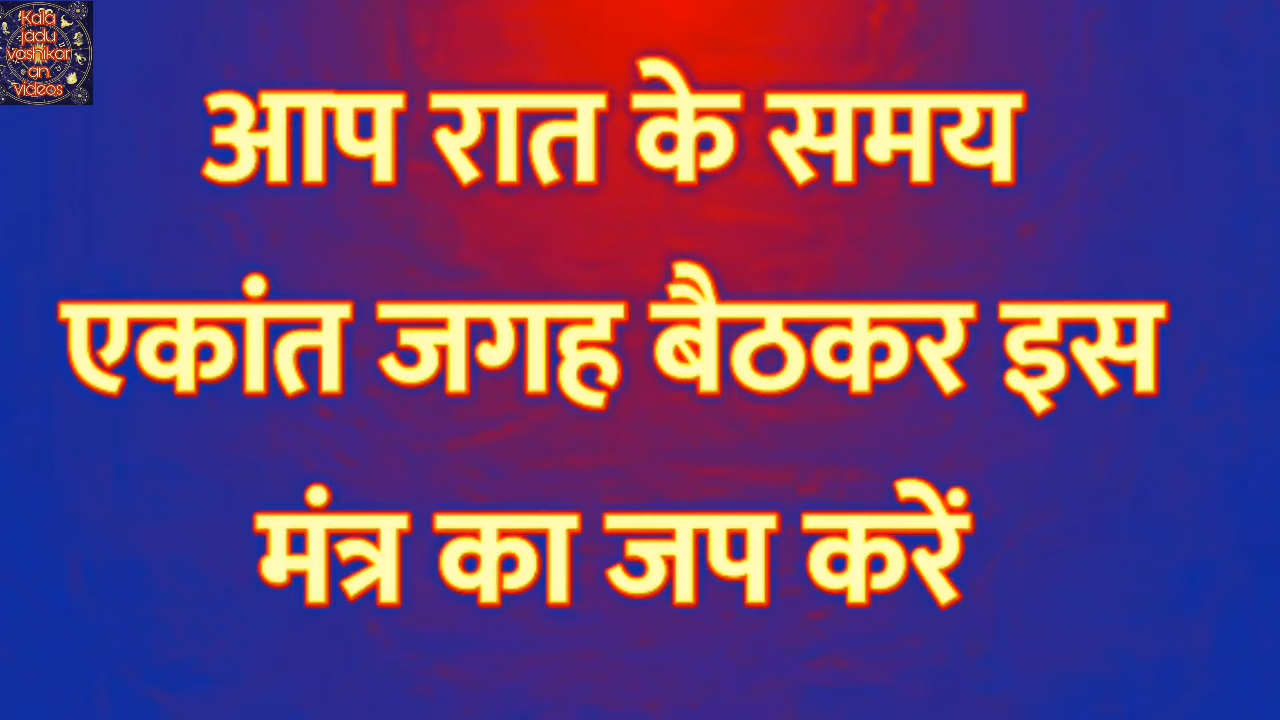 Kala
jadu
vashikar
an
videos
आप रात के समय
एकांत जगह बैठकर इस
मंत्र का जप करें